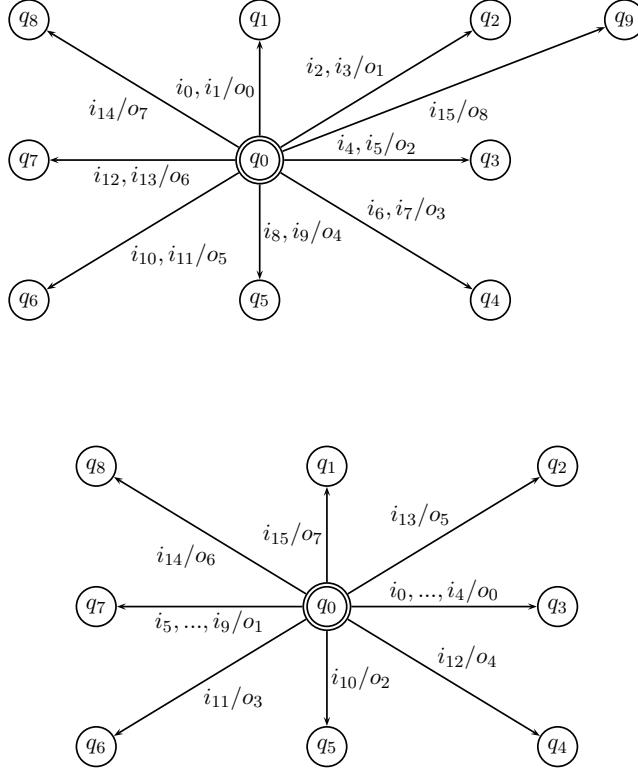 q8 q1 q2 q9
i0, i1/o0 i2, i3/o1
i14/o7 i15/o8
i4, i5/o2
q7 q0 q3
i12, i13/o6
i6, i7/o3
i8, i9/o4
i10, i11/o5
q6 q5 q4
q8 q1 q2
i13/o5
i15/o7
i14/o6
i0, ..., i4/o0
q7 q0 q3
i5, ..., i9/o1
i12/o4
i10/o2
i11/o3
q6 q5 q4